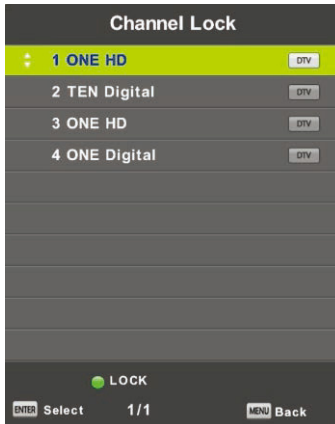 Channel Lock
1 ONE HD DTV
2 TEN Digital DTV
3 ONE HD DTV
4 ONE Digital DTV
LOCK
ENTER Select 1/1 MENU Back